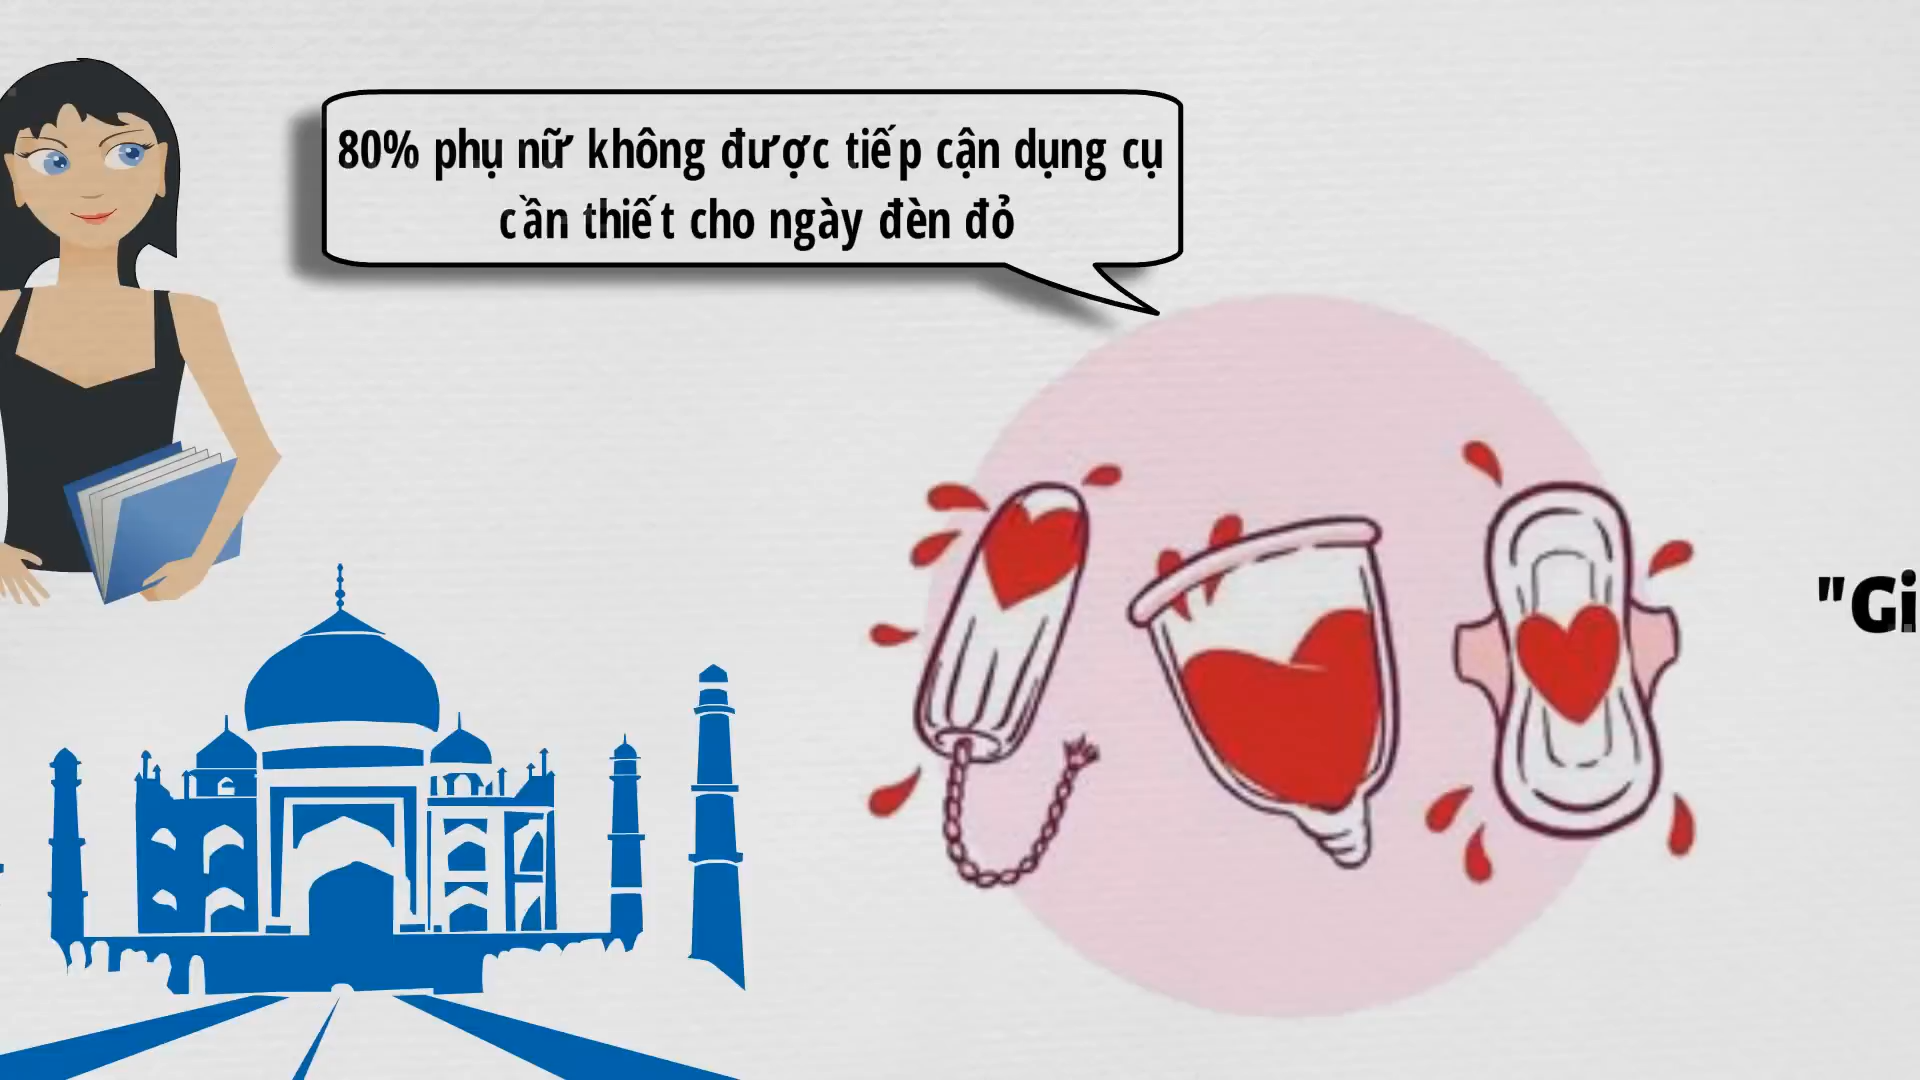 80% phụ nữ không được tiếp cận dụng cụ
cần thiết cho ngày đèn đỏ
"Gi